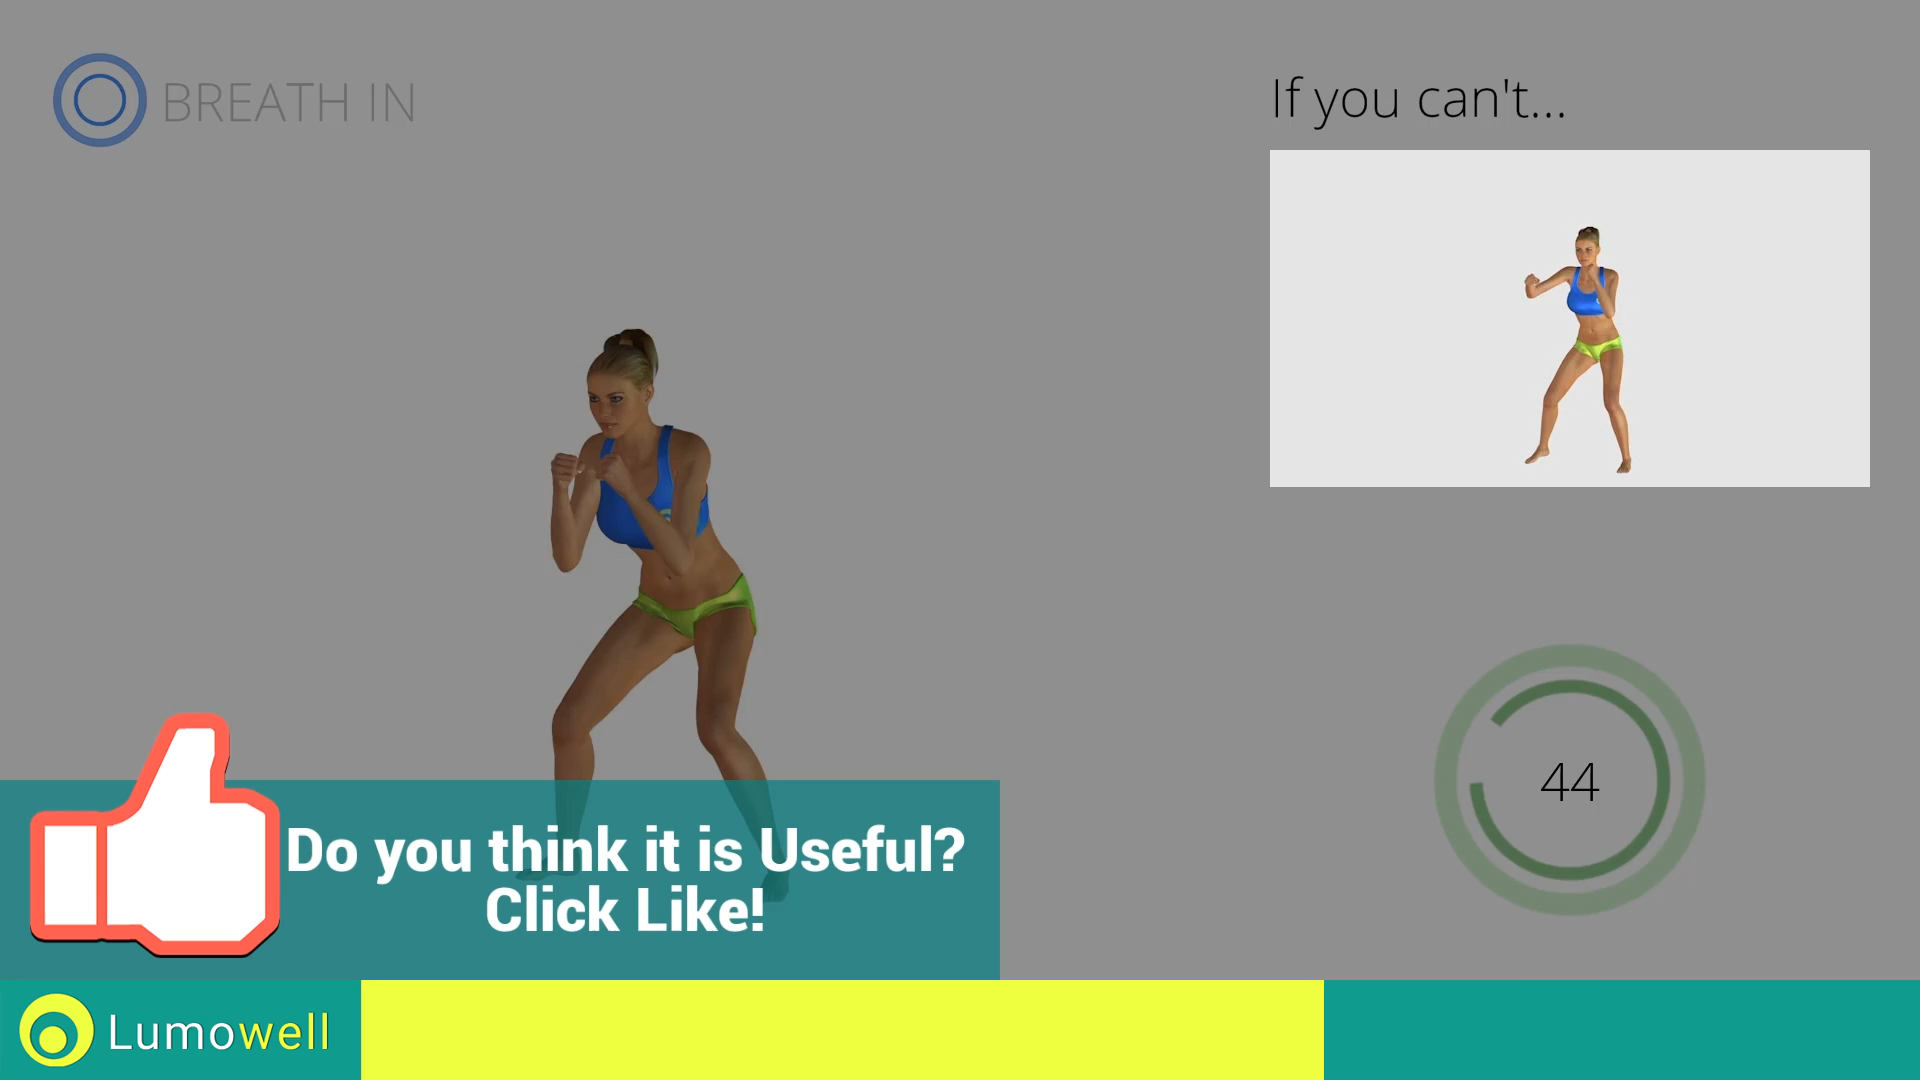 BREATH IN
If you can't...
44
Do you think it is Useful?
Click Like!
Lumowell